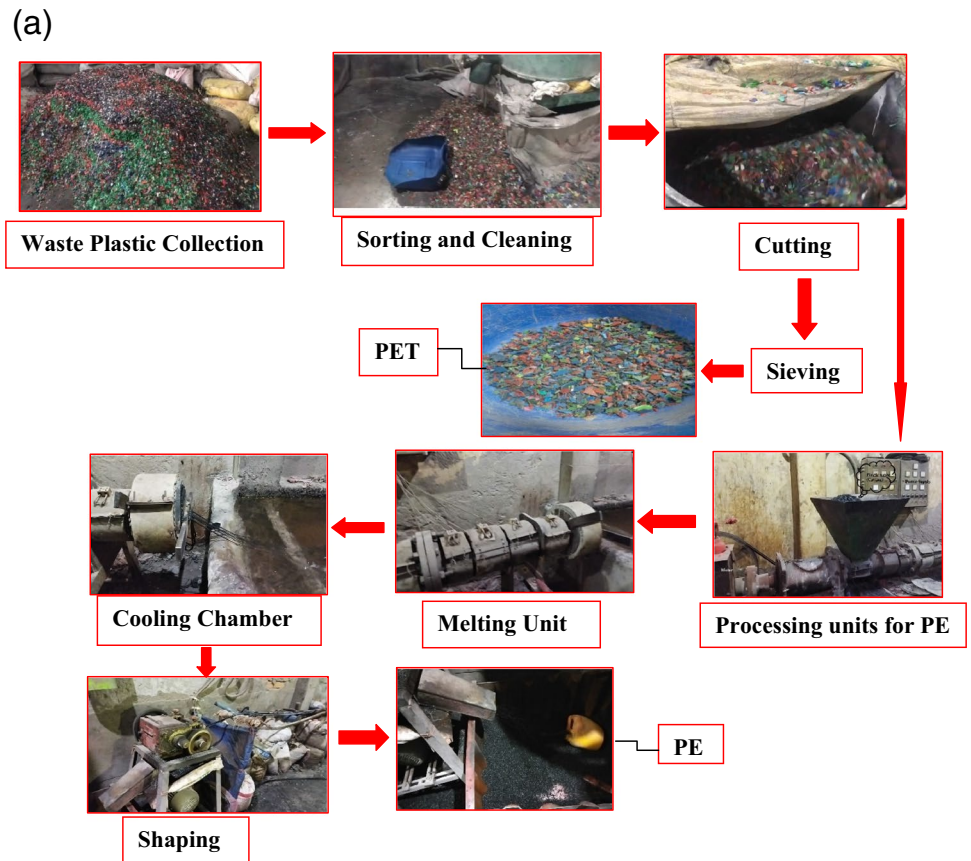 (a)
Waste Plastic Collection
Sorting and Cleaning
Cutting
PET
Sieving
Cooling Chamber
Melting Unit
Processing units for PE
Shaping
PE